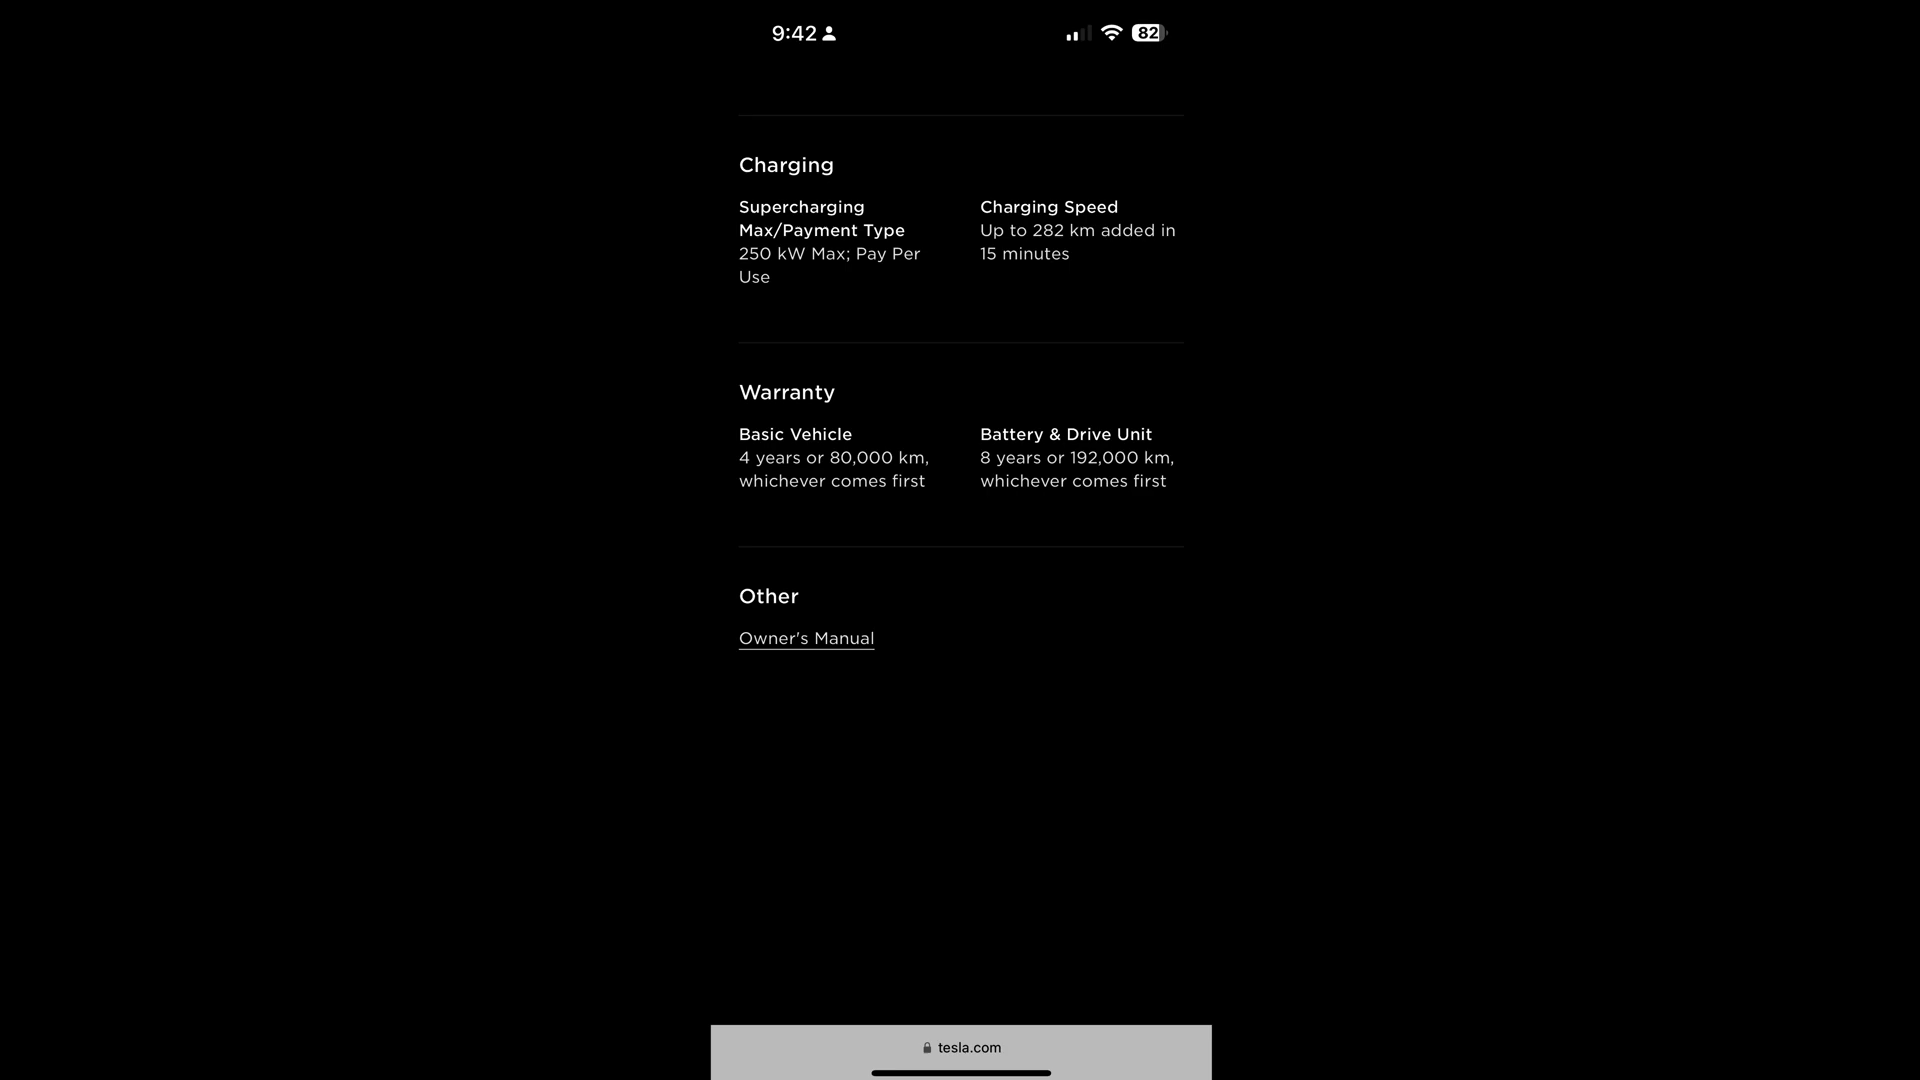 9:42
82
Charging
Supercharging
Max/Payment Type
250 kW Max; Pay Per
Use
Charging Speed
Up to 282 km added in
15 minutes
Warranty
Basic Vehicle
4 years or 80,000 km,
whichever comes first
Battery & Drive Unit
8 years or 192,000 km,
whichever comes first
Other
Owner's Manual
tesla.com